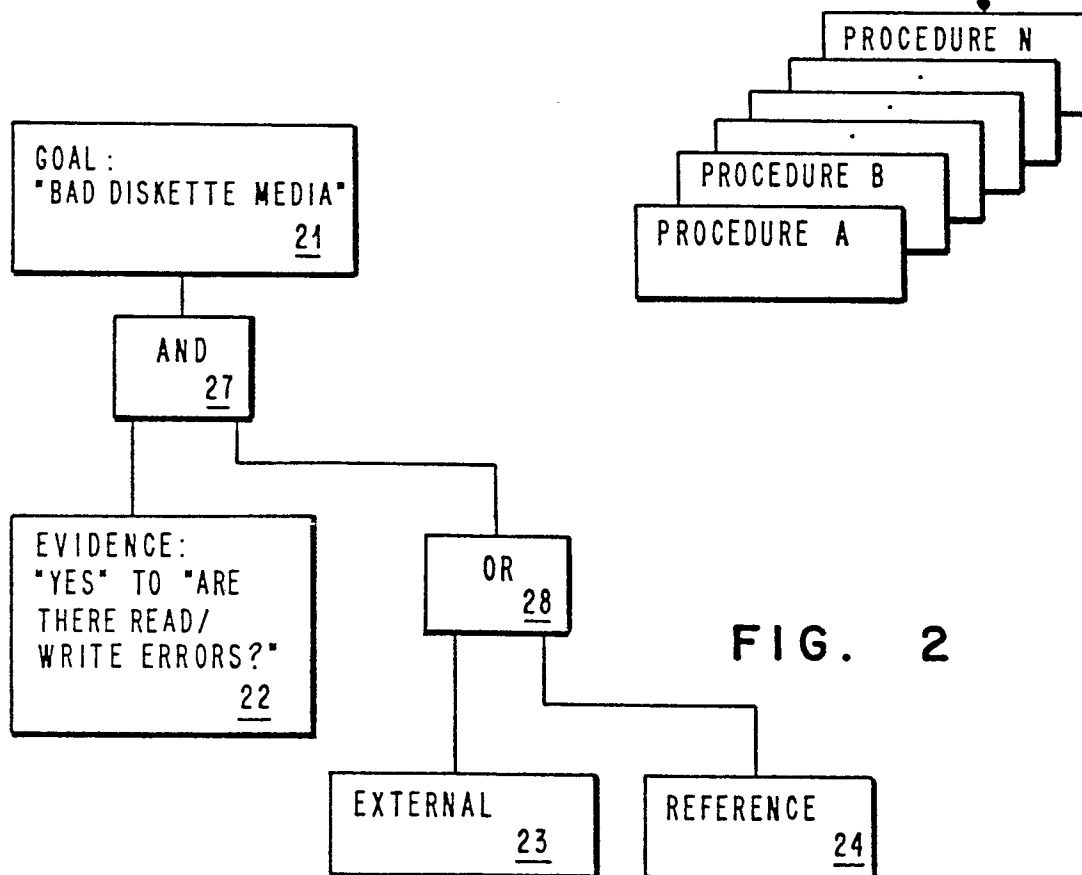 PROCEDURE N
.
.
.
PROCEDURE B
PROCEDURE A
GOAL:
"BAD DISKETTE MEDIA"
21
AND
27
EVIDENCE:
"YES" TO "ARE
THERE READ/
WRITE ERRORS?"
22
OR
28
FIG. 2
EXTERNAL
23
REFERENCE
24